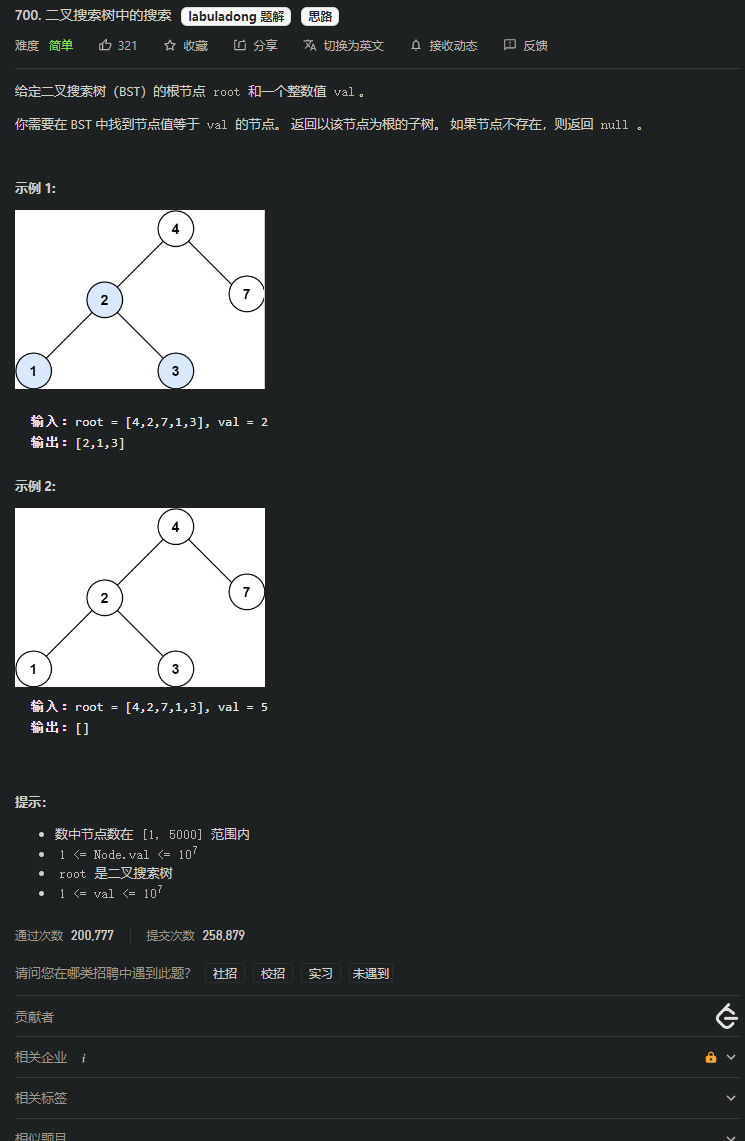 700. 二叉搜索树中的搜索 labuladong 题解 思路
难度 简单 321 收藏 分享 切换为英文 接收动态 反馈
给定二叉搜索树（BST）的根节点 root 和一个整数值 val 。
你需要在 BST 中找到节点值等于 val 的节点。 返回以该节点为根的子树。 如果节点不存在，则返回 null 。
示例 1:
4
2
7
1
3
输入：root = [4,2,7,1,3], val = 2
输出：[2,1,3]
示例 2:
4
2
7
1
3
输入：root = [4,2,7,1,3], val = 5
输出：[]
提示：
数中节点数在 [1, 5000] 范围内
1 <= Node.val <= 10⁷
root 是二叉搜索树
1 <= val <= 10⁷
通过次数 200,777 提交次数 258,879
请问您在哪类招聘中遇到此题？ 社招 校招 实习 未遇到
贡献者
相关企业 i
相关标签
相似题目